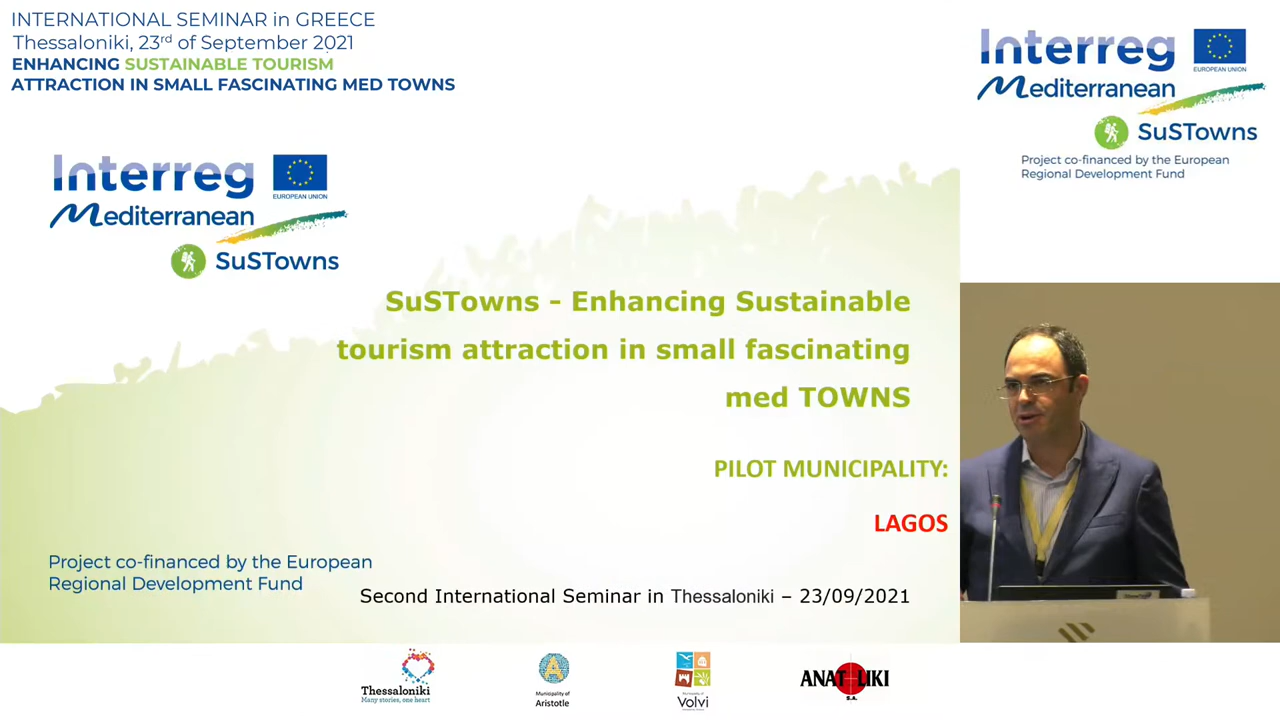 INTERNATIONAL SEMINAR in GREECE
Thessaloniki, 23rd of September 2021
ENHANCING SUSTAINABLE TOURISM
ATTRACTION IN SMALL FASCINATING MED TOWNS
Interreg
EUROPEAN UNION
Mediterranean
SuSTowns
Project co-financed by the European
Regional Development Fund
Interreg
EUROPEAN UNION
Mediterranean
SuSTowns
SuSTowns - Enhancing Sustainable
tourism attraction in small fascinating
med TOWNS
PILOT MUNICIPALITY:
LAGOS
Project co-financed by the European
Regional Development Fund
Second International Seminar in Thessaloniki – 23/09/2021
Thessaloniki
Many stories, one heart
Municipality of
Aristotle
Volvi
ANATOLIKI
S.A.